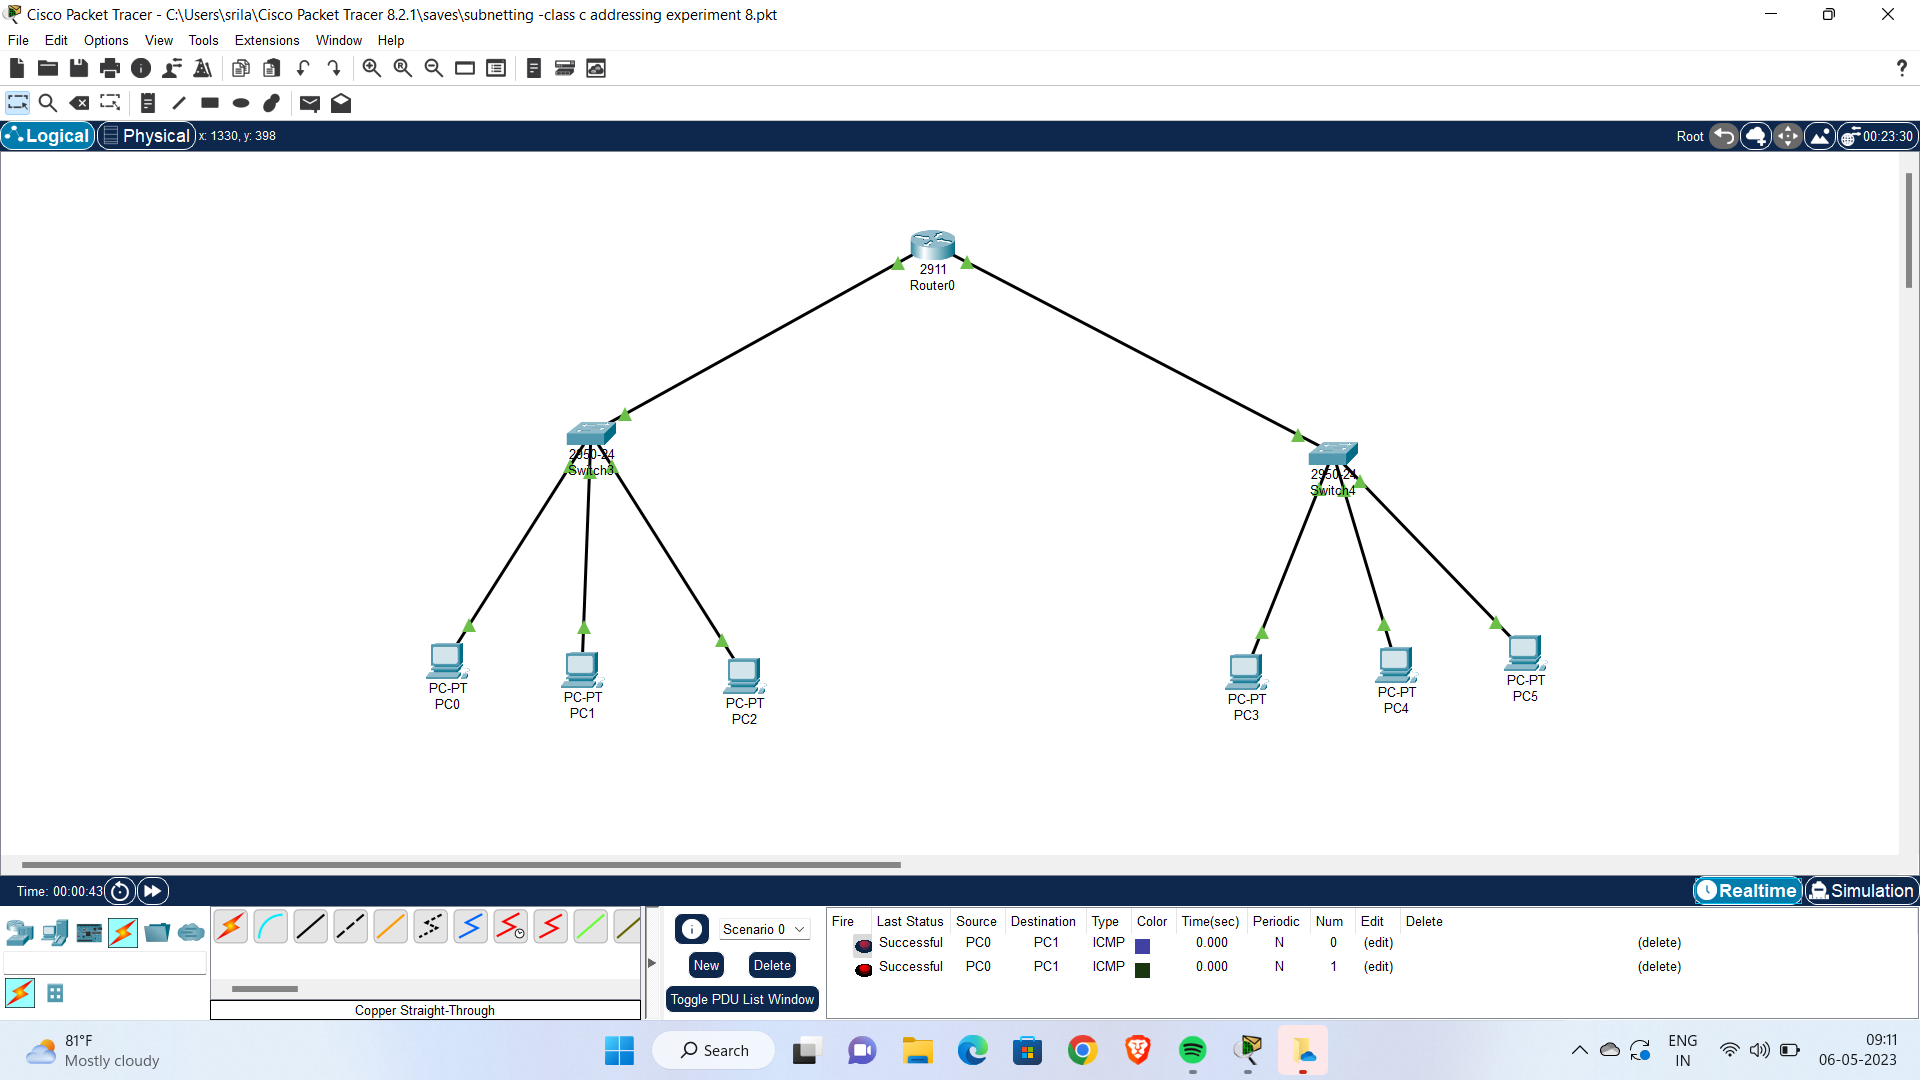 Cisco Packet Tracer - C:\Users\srila\Cisco Packet Tracer 8.2.1\saves\subnetting -class c addressing experiment 8.pkt
File Edit Options View Tools Extensions Window Help
?
Logical Physical x: 1330, y: 398 Root 00:23:30
2911
Router0
2950-24
Switch3
2950-24
Switch4
PC-PT
PC0
PC-PT
PC1
PC-PT
PC2
PC-PT
PC3
PC-PT
PC4
PC-PT
PC5
Time: 00:00:43 Realtime Simulation
Scenario 0
New Delete
Toggle PDU List Window
Copper Straight-Through
Fire Last Status Source Destination Type Color Time(sec) Periodic Num Edit Delete
Successful PC0 PC1 ICMP 0.000 N 0 (edit) (delete)
Successful PC0 PC1 ICMP 0.000 N 1 (edit) (delete)
81°F
Mostly cloudy
Search
ENG
IN
09:11
06-05-2023